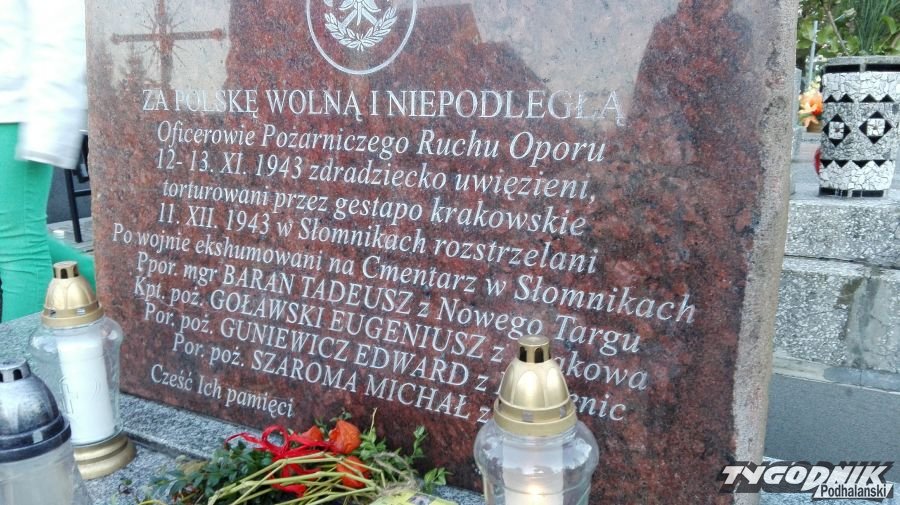 ZA POLSKĘ WOLNĄ I NIEPODLEGŁĄ
Oficerowie Pozarniczego Ruchu Oporu
12- 13. XI. 1943 zdradziecko uwięzieni,
torturowani przez gestapo krakowskie
11. XII. 1943 w Słomnikach rozstrzelani
Po wojnie ekshumowani na Cmentarz w Słomnikach
Ppor. mgr BARAN TADEUSZ z Nowego Targu
Kpt. poż. GOŁAWSKI EUGENIUSZ z
Por. poż. GUNIEWICZ EDWARD z
Por. poż. SZAROMA MICHAŁ z
Cześć Ich pamięci
TYGODNIK
Podhalański